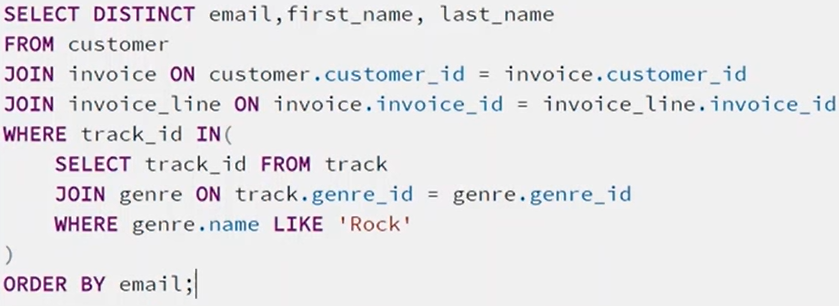 SELECT DISTINCT email,first_name, last_name
FROM customer
JOIN invoice ON customer.customer_id = invoice.customer_id
JOIN invoice_line ON invoice.invoice_id = invoice_line.invoice_id
WHERE track_id IN(
    SELECT track_id FROM track
    JOIN genre ON track.genre_id = genre.genre_id
    WHERE genre.name LIKE 'Rock'
)
ORDER BY email;